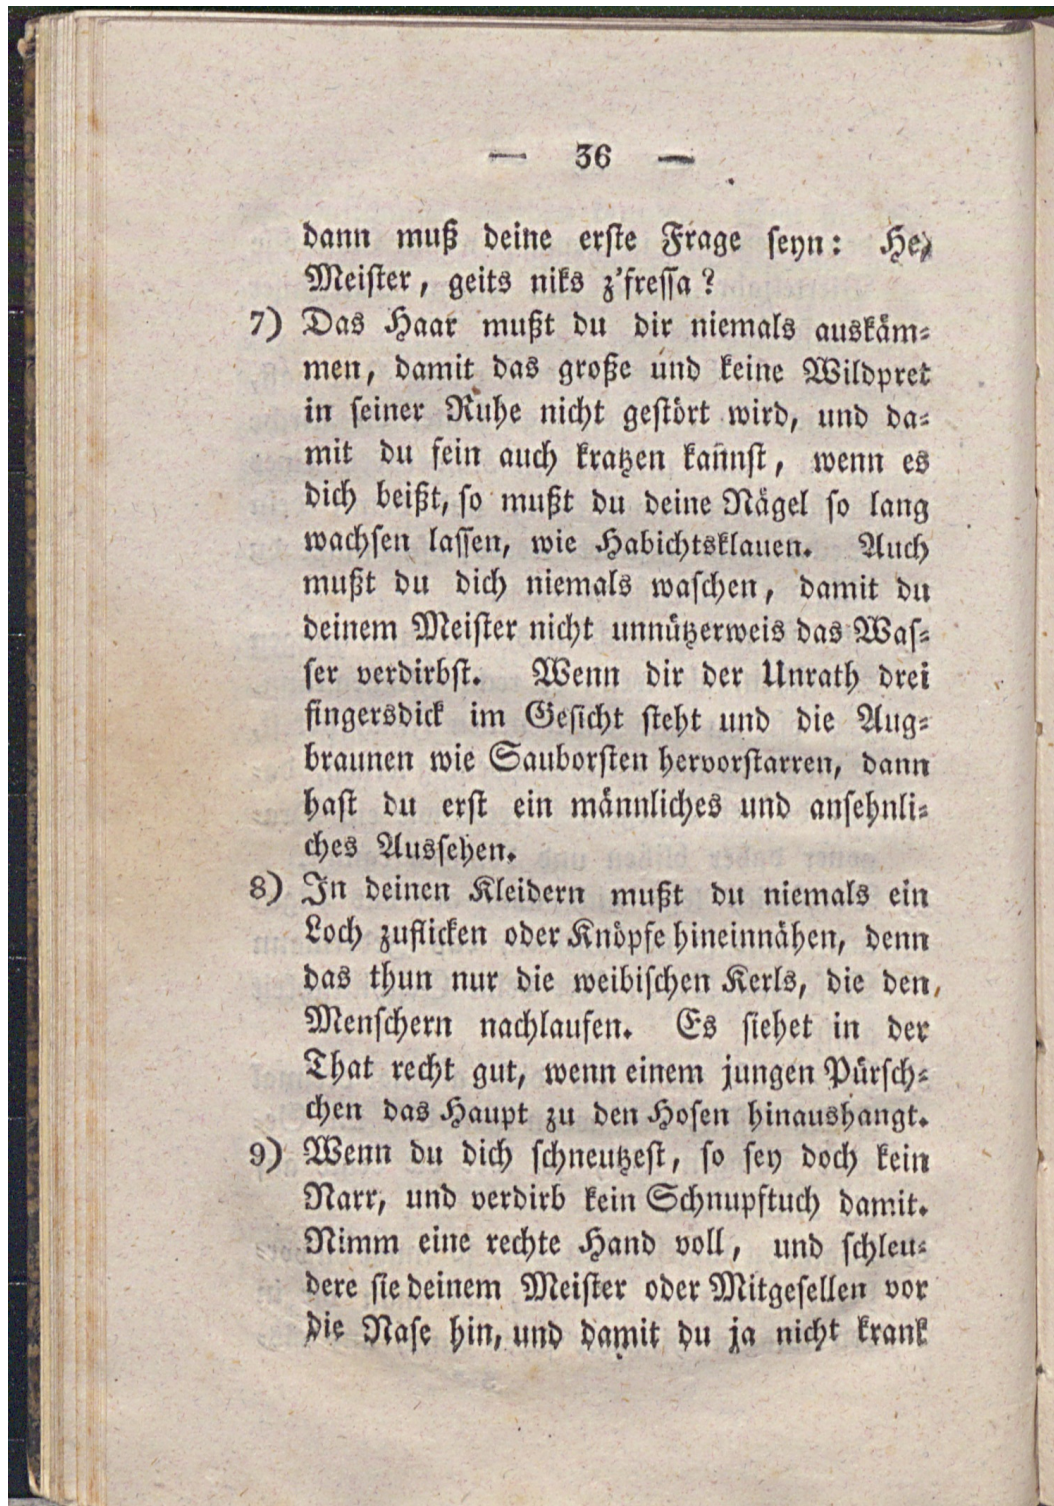 — 36 —
dann muß deine erste Frage seyn: He,
Meister, geits niks z'fressa?
7) Das Haar mußt du dir niemals auskäm-
men, damit das große und keine Wildpret
in seiner Ruhe nicht gestört wird, und da-
mit du sein auch kratzen kannst, wenn es
dich beißt, so mußt du deine Nägel so lang
wachsen lassen, wie Habichtsklauen. Auch
mußt du dich niemals waschen, damit du
deinem Meister nicht unnützerweis das Was-
ser verdirbst. Wenn dir der Unrath drei
fingersdick im Gesicht steht und die Aug-
braunen wie Sauborsten hervorstarren, dann
hast du erst ein männliches und ansehnli-
ches Aussehen.
8) In deinen Kleidern mußt du niemals ein
Loch zuflicken oder Knöpfe hineinnähen, denn
das thun nur die weibischen Kerls, die den
Menschern nachlaufen. Es siehet in der
That recht gut, wenn einem jungen Pürsch-
chen das Haupt zu den Hosen hinaushangt.
9) Wenn du dich schneutzest, so sey doch kein
Narr, und verdirb kein Schnupftuch damit.
Nimm eine rechte Hand voll, und schleu-
dere sie deinem Meister oder Mitgesellen vor
die Nase hin, und damit du ja nicht krank